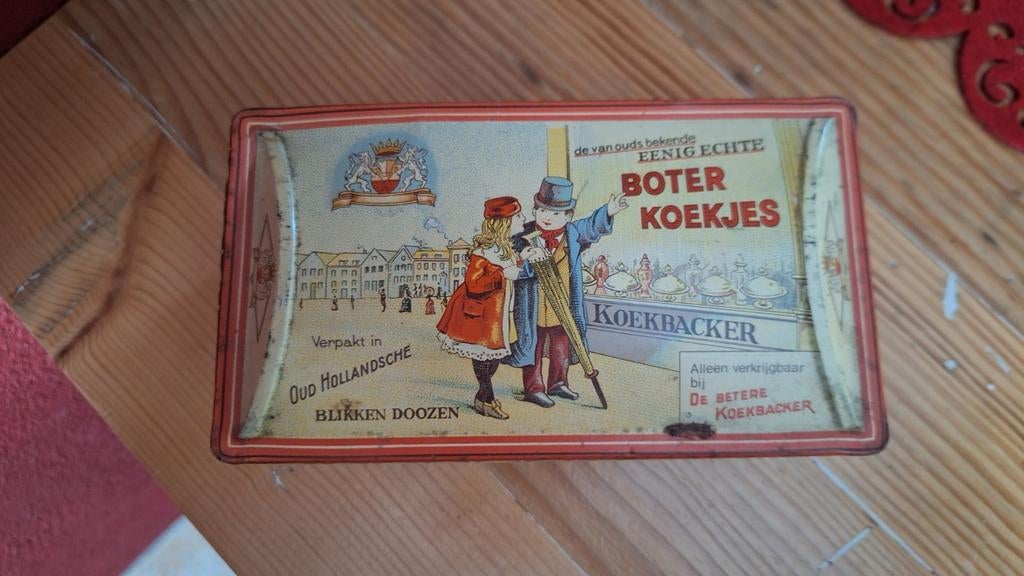 de van ouds bekende
EENIG ECHTE
BOTER
KOEKJES
KOEKBACKER
Verpakt in
OUD HOLLANDSCHE
BLIKKEN DOOZEN
Alleen verkrijgbaar
bij
DE BETERE
KOEKBACKER